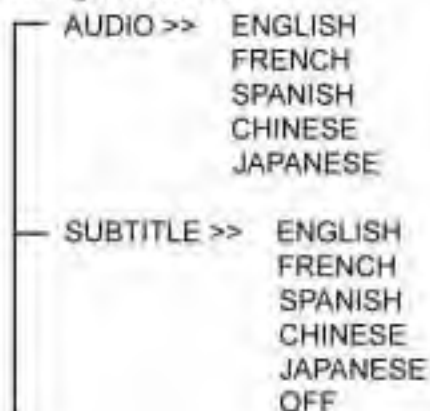 AUDIO >> ENGLISH
FRENCH
SPANISH
CHINESE
JAPANESE
SUBTITLE >> ENGLISH
FRENCH
SPANISH
CHINESE
JAPANESE
OFF